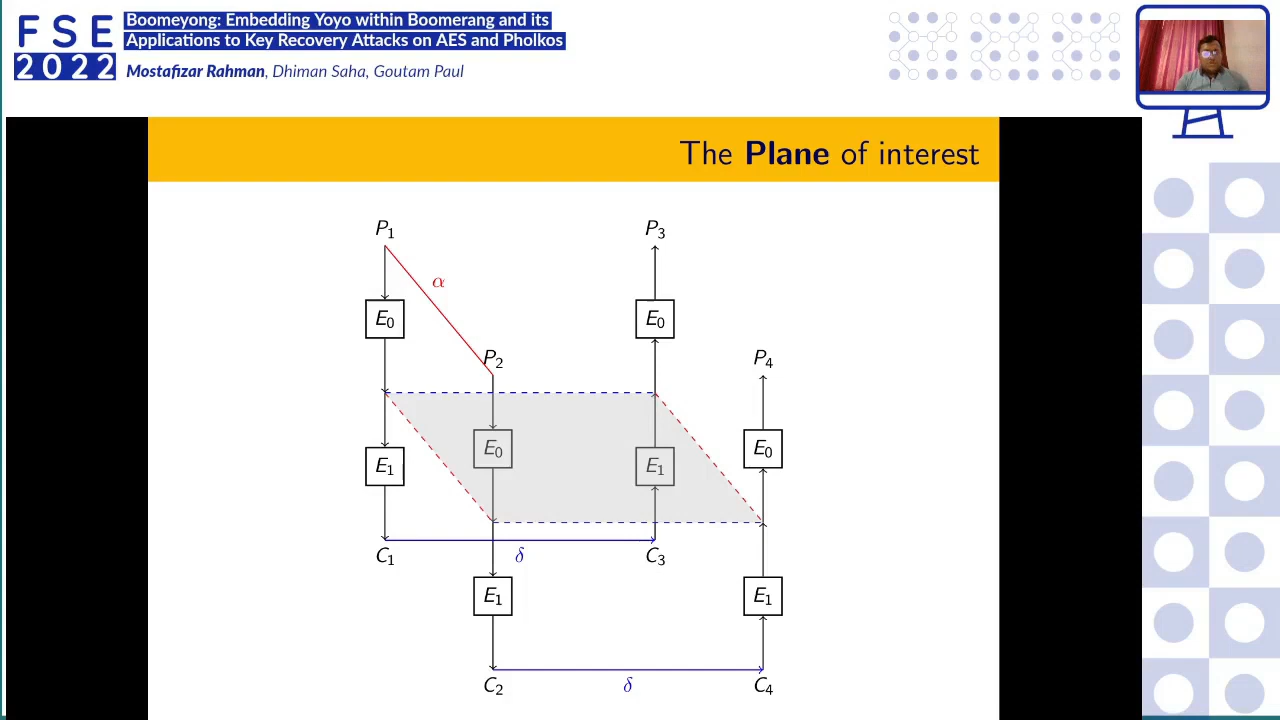 FSE
2022
Boomeyong: Embedding Yoyo within Boomerang and its
Applications to Key Recovery Attacks on AES and Pholkos
Mostafizar Rahman, Dhiman Saha, Goutam Paul
The Plane of interest
P₁
P₃
α
E₀
E₀
P₂
P₄
E₀
E₀
E₁
E₁
C₁
δ
C₃
E₁
E₁
C₂
δ
C₄